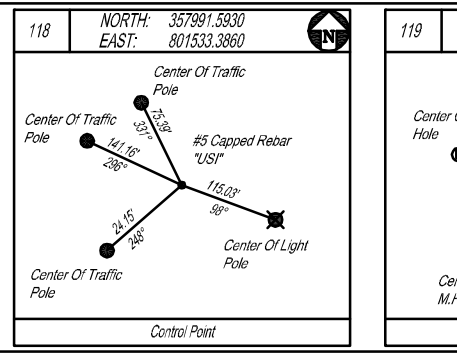 118
NORTH: 357991.5930
EAST: 801533.3860
N
Center Of Traffic
Pole
75.39'
331°
Center Of Traffic
Pole
141.16'
296°
#5 Capped Rebar
"USI"
115.03'
98°
24.15'
248°
Center Of Light
Pole
Center Of Traffic
Pole
Control Point
119
Hole